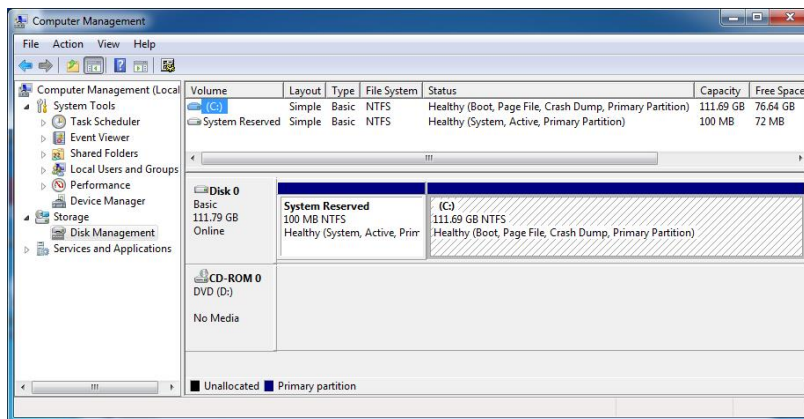 Computer Management
File Action View Help
Computer Management (Local
System Tools
Task Scheduler
Event Viewer
Shared Folders
Local Users and Groups
Performance
Device Manager
Storage
Disk Management
Services and Applications
Volume Layout Type File System Status Capacity Free Space
(C:) Simple Basic NTFS Healthy (Boot, Page File, Crash Dump, Primary Partition) 111.69 GB 76.64 GB
System Reserved Simple Basic NTFS Healthy (System, Active, Primary Partition) 100 MB 72 MB
Disk 0
Basic
111.79 GB
Online
System Reserved
100 MB NTFS
Healthy (System, Active, Prim
(C:)
111.69 GB NTFS
Healthy (Boot, Page File, Crash Dump, Primary Partition)
CD-ROM 0
DVD (D:)
No Media
Unallocated Primary partition